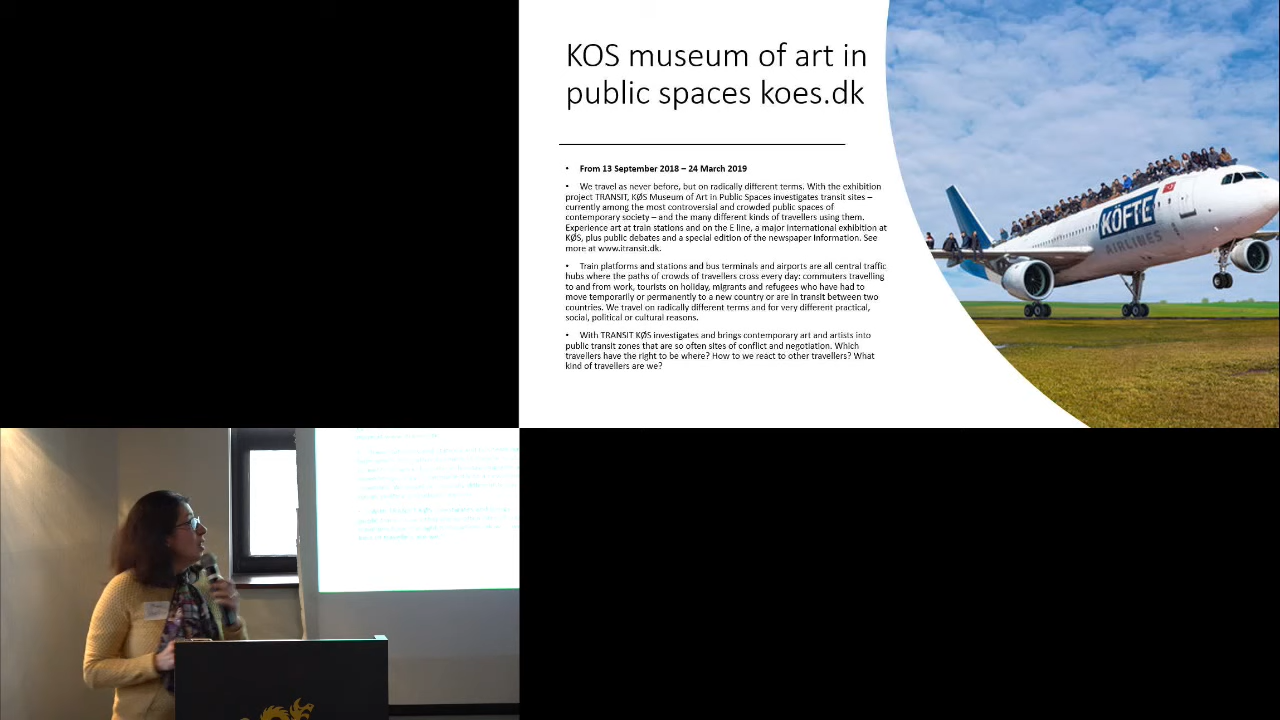 KOS museum of art in
public spaces koes.dk
• From 13 September 2018 – 24 March 2019
• We travel as never before, but on radically different terms. With the exhibition
project TRANSIT, KØS Museum of Art in Public Spaces investigates transit sites –
currently among the most controversial and crowded public spaces of
contemporary society – and the many different kinds of travellers using them.
Experience art at train stations and on the E line, a major international exhibition at
KØS, plus public debates and a special edition of the newspaper Information. See
more at www.itransit.dk.
• Train platforms and stations and bus terminals and airports are all central traffic
hubs where the paths of crowds of travellers cross every day: commuters travelling
to and from work, tourists on holiday, migrants and refugees who have had to
move temporarily or permanently to a new country or are in transit between two
countries. We travel on radically different terms and for very different practical,
social, political or cultural reasons.
• With TRANSIT KØS investigates and brings contemporary art and artists into
public transit zones that are so often sites of conflict and negotiation. Which
travellers have the right to be where? How to we react to other travellers? What
kind of travellers are we?
KÖFTE
AIRLINES